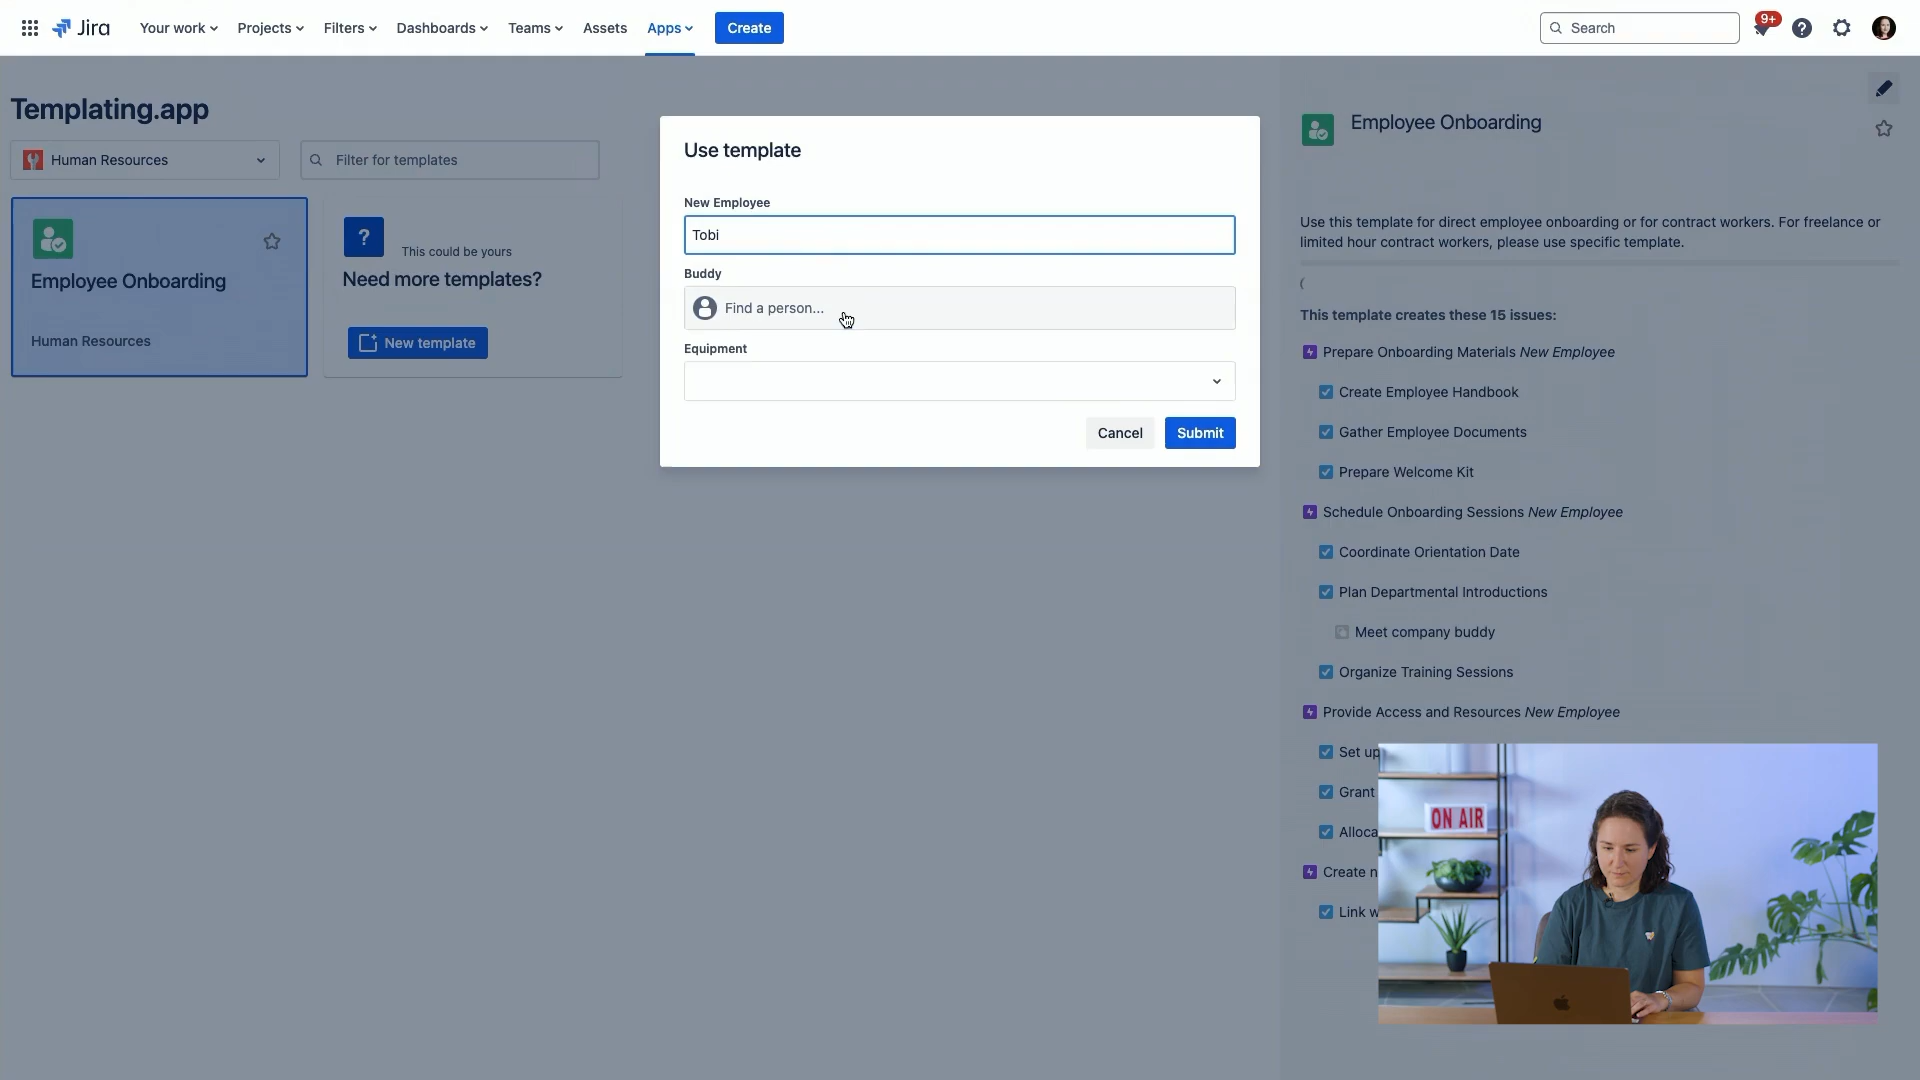 Jira
Your work
Projects
Filters
Dashboards
Teams
Assets
Apps
Create
Search
9+
Templating.app
Human Resources
Filter for templates
Employee Onboarding
Human Resources
?
This could be yours
Need more templates?
New template
Use template
New Employee
Tobi
Buddy
Find a person...
Equipment
Cancel
Submit
Employee Onboarding
Use this template for direct employee onboarding or for contract workers. For freelance or
limited hour contract workers, please use specific template.
(
This template creates these 15 issues:
Prepare Onboarding Materials New Employee
Create Employee Handbook
Gather Employee Documents
Prepare Welcome Kit
Schedule Onboarding Sessions New Employee
Coordinate Orientation Date
Plan Departmental Introductions
Meet company buddy
Organize Training Sessions
Provide Access and Resources New Employee
Set up
Grant
Alloca
Create n
Link w
ON AIR